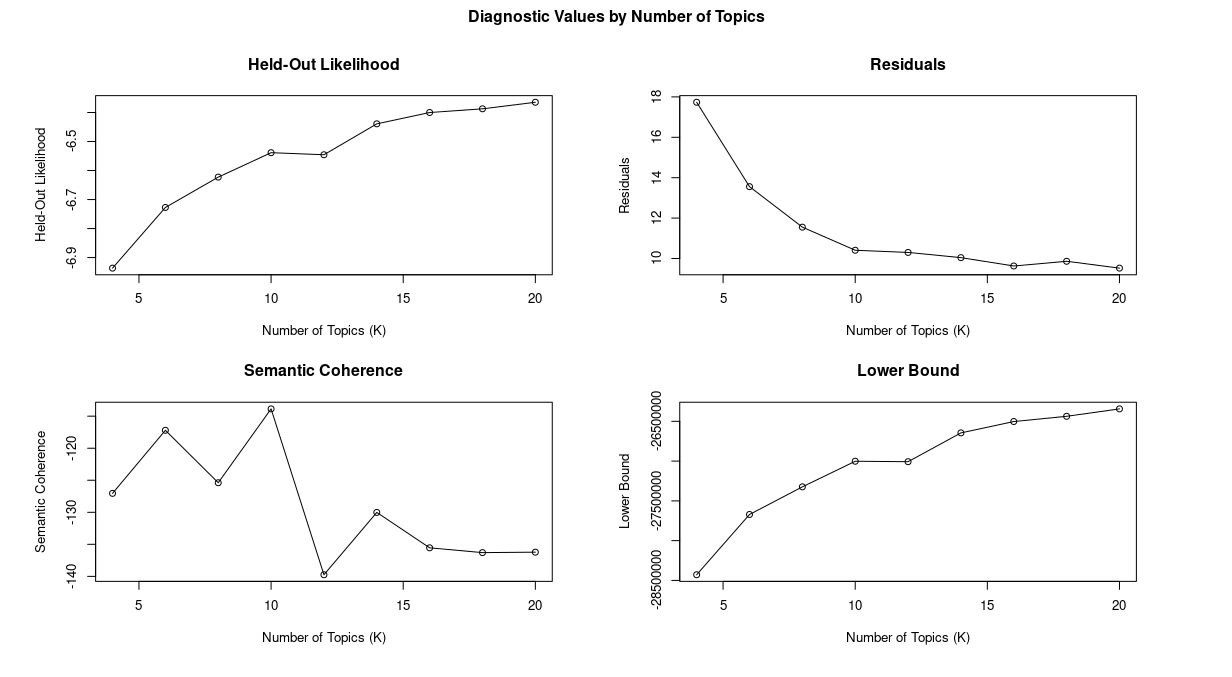 Diagnostic Values by Number of Topics
Held-Out Likelihood
Held-Out Likelihood
-6.5
-6.7
-6.9
5 10 15 20
Number of Topics (K)
Residuals
Residuals
18
16
14
12
10
5 10 15 20
Number of Topics (K)
Semantic Coherence
Semantic Coherence
-120
-130
-140
5 10 15 20
Number of Topics (K)
Lower Bound
Lower Bound
-26500000
-27500000
-28500000
5 10 15 20
Number of Topics (K)